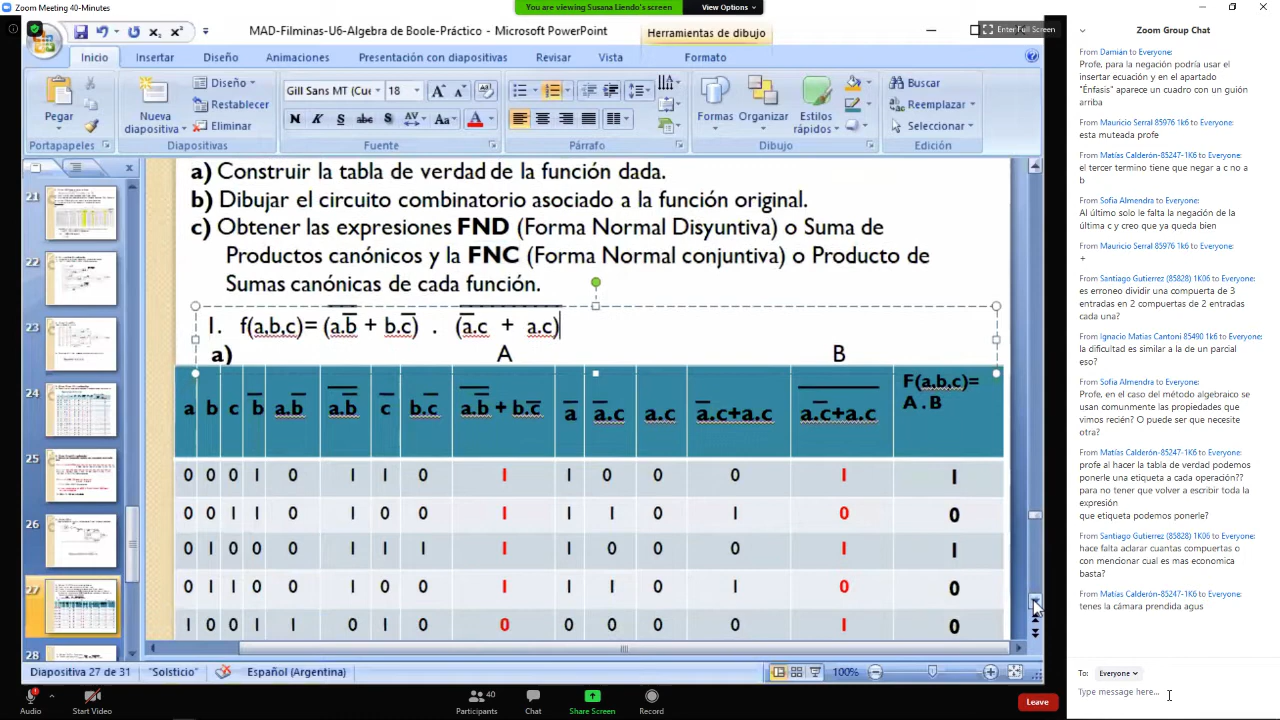 Zoom Meeting 40-Minutes
You are viewing Susana Liendo's screen
View Options
Enter Full Screen
Algebra de Boole- Práctico - Microsoft PowerPoint
Herramientas de dibujo
Inicio
Insertar
Diseño
Animaciones
Presentación con diapositivas
Revisar
Vista
Formato
Pegar
Portapapeles
Nueva
diapositiva
Diseño
Restablecer
Eliminar
Diapositivas
18
N K S abe S AV Aa A
Fuente
Párrafo
Formas
Organizar
Estilos
rápidos
Dibujo
Buscar
Reemplazar
Seleccionar
Edición
21
22
23
24
25
26
27
28
a) Construir la tabla de verdad de la función dada.
b) Dibujar el circuito combinatorio asociado a la función original.
c) Obtener las expresiones FND (Forma Normal Disyuntiva) o Suma de
Productos canónicos y la FNC (Forma Normal conjuntiva) o Producto de
Sumas canónicas de cada función.
1. f(a,b,c)= (a.b̅ + b.c̅) . (a̅.c + a.c)
a) A B
a b c b̅ a.b̅ a.b̅ c̅ b.c̅ a.b + b.c̅ a̅ a̅.c a.c a̅.c+a.c a.c+a.c F(a,b,c)=
A . B
0 0 0 1 0 1 1 0 0 1 0 0 0 1 1
0 0 1 1 0 1 0 0 1 1 1 0 1 0 0
0 1 0 0 0 1 1 1 1 1 0 0 0 1 1
0 1 1 0 0 1 0 0 0 1 1 0 1 0 0
1 0 0 1 1 0 1 0 0 0 0 0 0 1 0
Diapositiva 27 de 31
"Solsticio"
Español (Argentina)
100%
Audio
Start Video
40
Participants
Chat
Share Screen
Record
Leave
Zoom Group Chat
From Damián to Everyone:
Profe, para la negación podría usar el
insertar ecuación y en el apartado
"Énfasis" aparece un cuadro con un guión
arriba
From Mauricio Serral 85976 1k6 to Everyone:
esta muteada profe
From Matías Calderón-85247-1K6 to Everyone:
el tercer termino tiene que negar a c no a
b
From Sofia Almendra to Everyone:
Al último solo le falta la negación de la
última c y creo que ya queda bien
From Mauricio Serral 85976 1k6 to Everyone:
+
From Santiago Gutierrez (85828) 1K06 to Everyone:
es erroneo dividir una compuerta de 3
entradas en 2 compuertas de 2 entradas
cada una?
From Ignacio Matias Cantoni 85490 1k6 to Everyone:
la dificultad es similar a la de un parcial
eso?
From Sofia Almendra to Everyone:
Profe, en el caso del método algebraico se
usan comunmente las propiedades que
vimos recién? O puede ser que necesite
otra?
From Matías Calderón-85247-1K6 to Everyone:
profe al hacer la tabla de verdad podemos
ponerle una etiqueta a cada operación??
para no tener que volver a escribir toda la
expresión
que etiqueta podemos ponerle?
From Santiago Gutierrez (85828) 1K06 to Everyone:
hace falta aclarar cuantas compuertas o
con mencionar cual es mas economica
basta?
From Matías Calderón-85247-1K6 to Everyone:
tenes la cámara prendida agus
To: Everyone
Type message here...